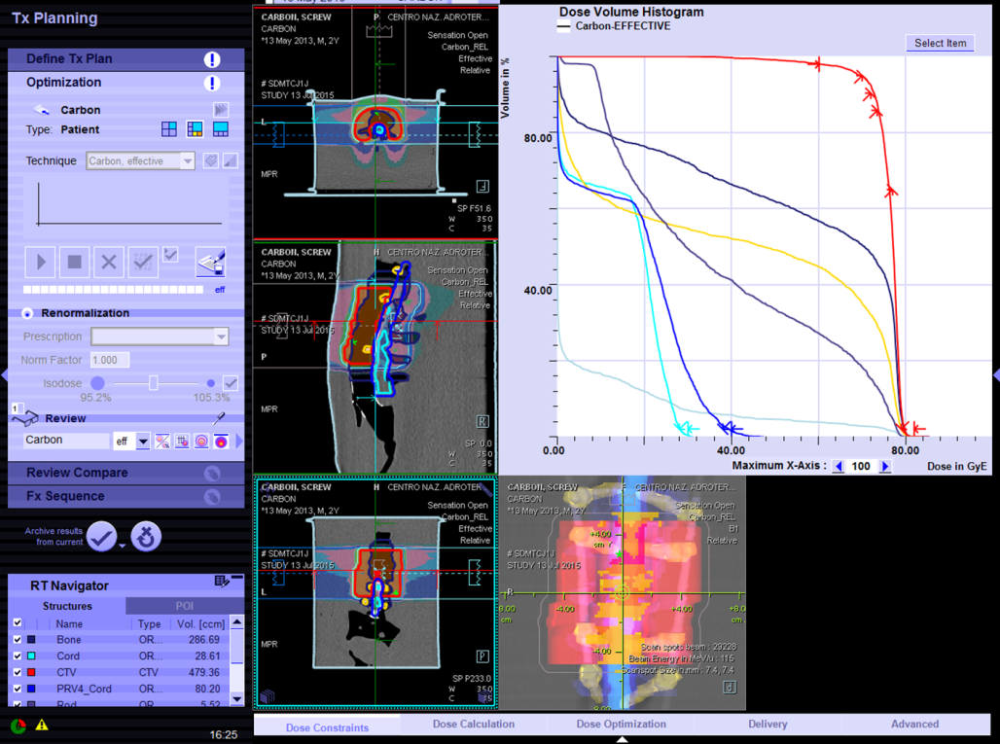 Tx Planning
Define Tx Plan
Optimization
Carbon
Type: Patient
Technique Carbon, effective
eff
Renormalization
Prescription
Norm Factor 1.000
Isodose
95.2% 105.3%
1
Review
Carbon eff
Review Compare
Fx Sequence
Archive results
from current
RT Navigator
Structures POI
Name Type Vol. [ccm]
Bone OR... 286.69
Cord OR... 28.61
CTV CTV 479.36
PRV4_Cord OR... 80.20
Rod OR... 5.52
16:25
CARBON, SCREW P CENTRO NAZ. ADROTER...
CARBON
*13 May 2013, M, 2Y
Sensation Open
Carbon_REL
Effective
Relative
# SDMTCJ1J
STUDY 13 Jul 2015
L
MPR
F
SP F51.6
W 350
C 35
CARBON, SCREW H CENTRO NAZ. ADROTER...
CARBON
*13 May 2013, M, 2Y
Sensation Open
Carbon_REL
Effective
Relative
# SDMTCJ1J
STUDY 13 Jul 2015
P
MPR
R
SP 0.0
W 350
C 35
CARBON, SCREW H CENTRO NAZ. ADROTER...
CARBON
*13 May 2013, M, 2Y
Sensation Open
Carbon_REL
Effective
Relative
# SDMTCJ1J
STUDY 13 Jul 2015
L
MPR
P
SP P233.0
W 350
C 35
Dose Volume Histogram
Carbon-EFFECTIVE
Select Item
Volume in %
80.00
40.00
0.00 40.00 80.00
Maximum X-Axis : 100 Dose in GyE
CARBON, SCREW H CENTRO NAZ. ADROTER...
CARBON
*13 May 2013, M, 2Y
Sensation Open
Carbon_REL
B1
Relative
+4.00
cm Y
# SDMTCJ1J
STUDY 13 Jul 2015
R
8.00 -4.00 +4.00 +8.0
cm cm
-4.00
Scan spots beam : 29228
Beam Energy in MeV/u : 115
Scanspot Size in mm : 7.4, 7.4
-8.00
Dose Constraints Dose Calculation Dose Optimization Delivery Advanced